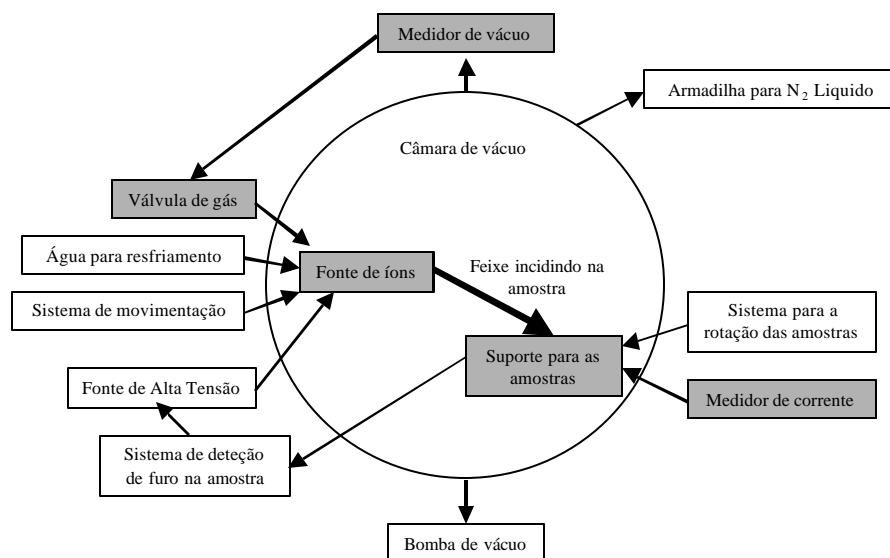 Medidor de vácuo
Armadilha para N₂ Liquido
Câmara de vácuo
Válvula de gás
Água para resfriamento
Fonte de íons
Feixe incidindo na
amostra
Sistema de movimentação
Sistema para a
rotação das amostras
Suporte para as
amostras
Fonte de Alta Tensão
Medidor de corrente
Sistema de deteção
de furo na amostra
Bomba de vácuo